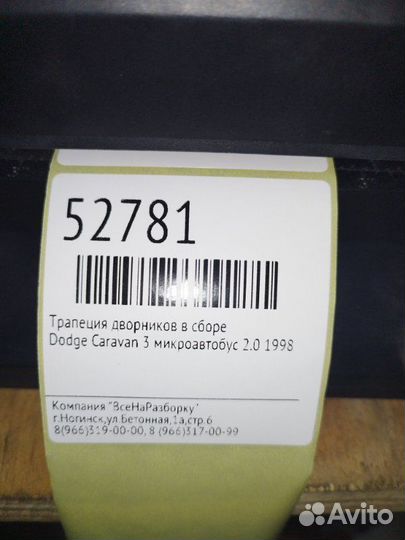 52781
Трапеция дворников в сборе
Dodge Caravan 3 микроавтобус 2.0 1998
Компания "ВсеНаРазборку"
г.Ногинск,ул.Бетонная,1а,стр.6
8(966)319-00-00, 8 (966)317-00-99
Avito